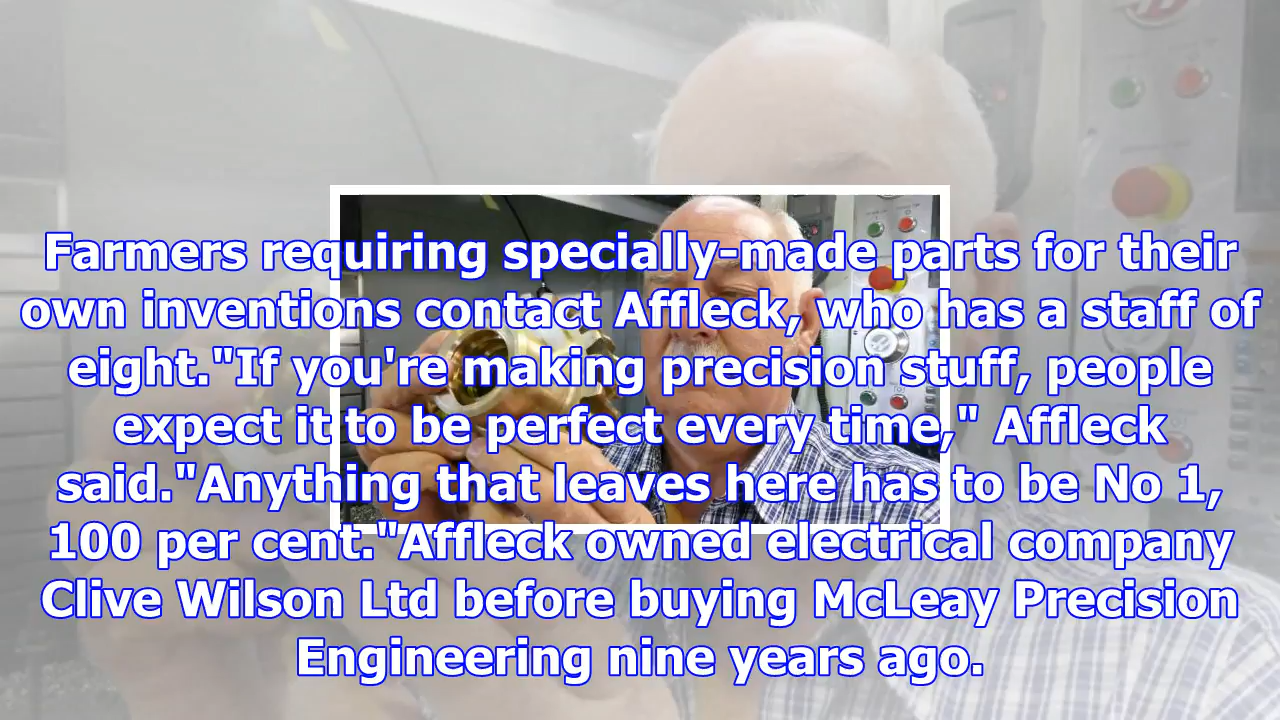 Farmers requiring specially-made parts for their
own inventions contact Affleck, who has a staff of
eight."If you're making precision stuff, people
expect it to be perfect every time," Affleck
said."Anything that leaves here has to be No 1,
100 per cent."Affleck owned electrical company
Clive Wilson Ltd before buying McLeay Precision
Engineering nine years ago.